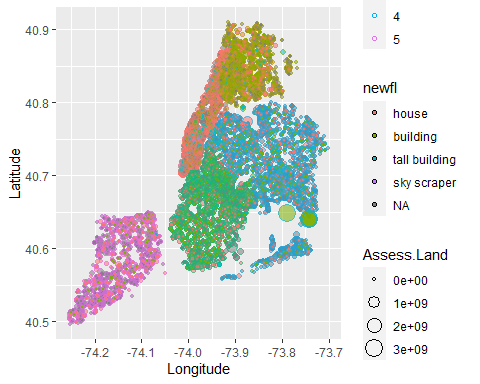 4
5
newfl
house
building
tall building
sky scraper
NA
Assess.Land
0e+00
1e+09
2e+09
3e+09
40.9
40.8
40.7
40.6
40.5
Latitude
-74.2 -74.1 -74.0 -73.9 -73.8 -73.7
Longitude